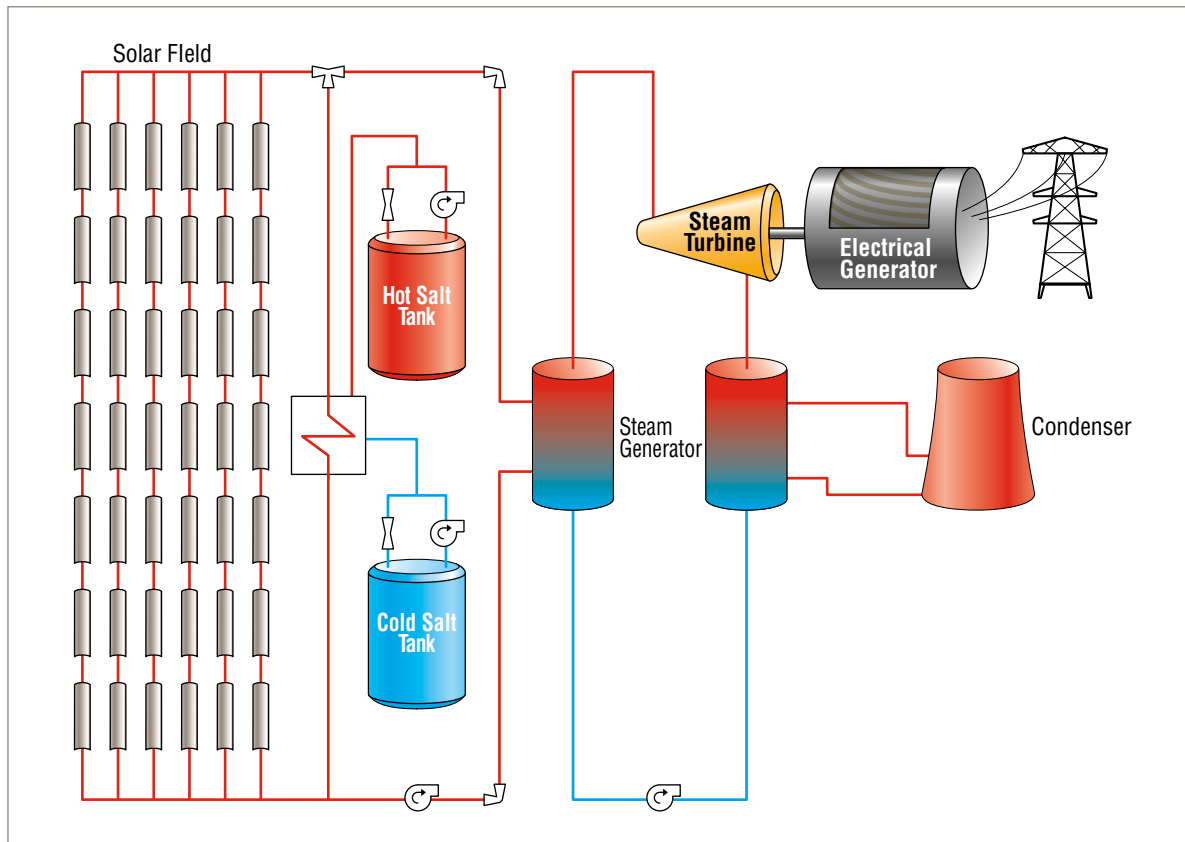 Solar FIeld
Hot Salt
Tank
Steam
Turbine
Electrical
Generator
Steam
Generator
Condenser
Cold Salt
Tank